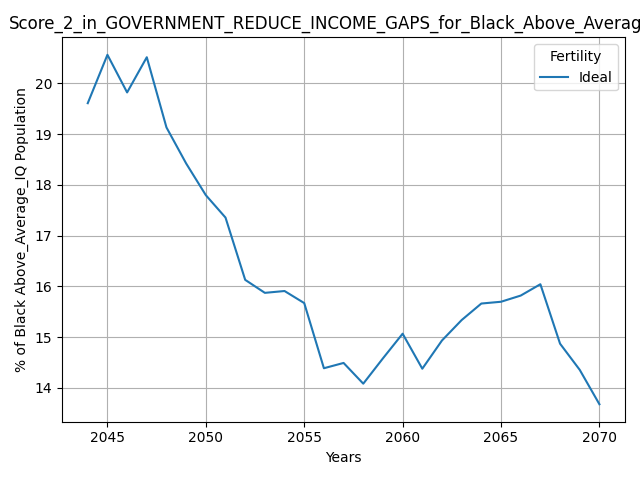 Score_2_in_GOVERNMENT_REDUCE_INCOME_GAPS_for_Black_Above_Averag
Fertility
Ideal
% of Black Above_Average_IQ Population
20
19
18
17
16
15
14
2045 2050 2055 2060 2065 2070
Years